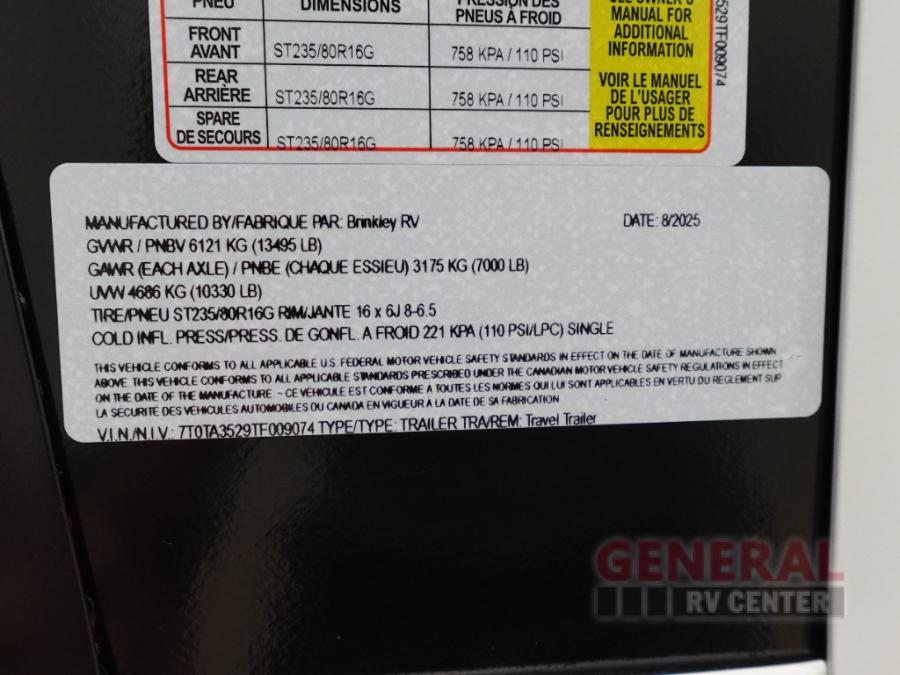 PNEU DIMENSIONS PRESSION DES
PNEUS À FROID
SEE OWNER'S
MANUAL FOR
ADDITIONAL
INFORMATION
FRONT
AVANT ST235/80R16G 758 KPA / 110 PSI
REAR
ARRIÈRE ST235/80R16G 758 KPA / 110 PSI
SPARE
DE SECOURS ST235/80R16G 758 KPA / 110 PSI
VOIR LE MANUEL
DE L'USAGER
POUR PLUS DE
RENSEIGNEMENTS
529TF009074
MANUFACTURED BY/FABRIQUE PAR: Brinkley RV DATE: 8/2025
GVWR / PNBV 6121 KG (13495 LB)
GAWR (EACH AXLE) / PNBE (CHAQUE ESSIEU) 3175 KG (7000 LB)
UVW 4686 KG (10330 LB)
TIRE/PNEU ST235/80R16G RIM/JANTE 16 x 6J 8-6.5
COLD INFL. PRESS/PRESS. DE GONFL. A FROID 221 KPA (110 PSI/LPC) SINGLE
THIS VEHICLE CONFORMS TO ALL APPLICABLE U.S. FEDERAL MOTOR VEHICLE SAFETY STANDARDS IN EFFECT ON THE DATE OF MANUFACTURE SHOWN
ABOVE. THIS VEHICLE CONFORMS TO ALL APPLICABLE STANDARDS PRESCRIBED UNDER THE CANADIAN MOTOR VEHICLE SAFETY REGULATIONS IN EFFECT
ON THE DATE OF THE MANUFACTURE - CE VEHICULE EST CONFORME A TOUTES LES NORMES QUI LUI SONT APPLICABLES EN VERTU DU REGLEMENT SUR
LA SECURITE DES VEHICULES AUTOMOBILES DU CANADA EN VIGUEUR A LA DATE DE SA FABRICATION
V.I.N./N.I.V.: 7T0TA3529TF009074 TYPE/TYPE: TRAILER TRA/REM: Travel Trailer
GENERAL
RV CENTER